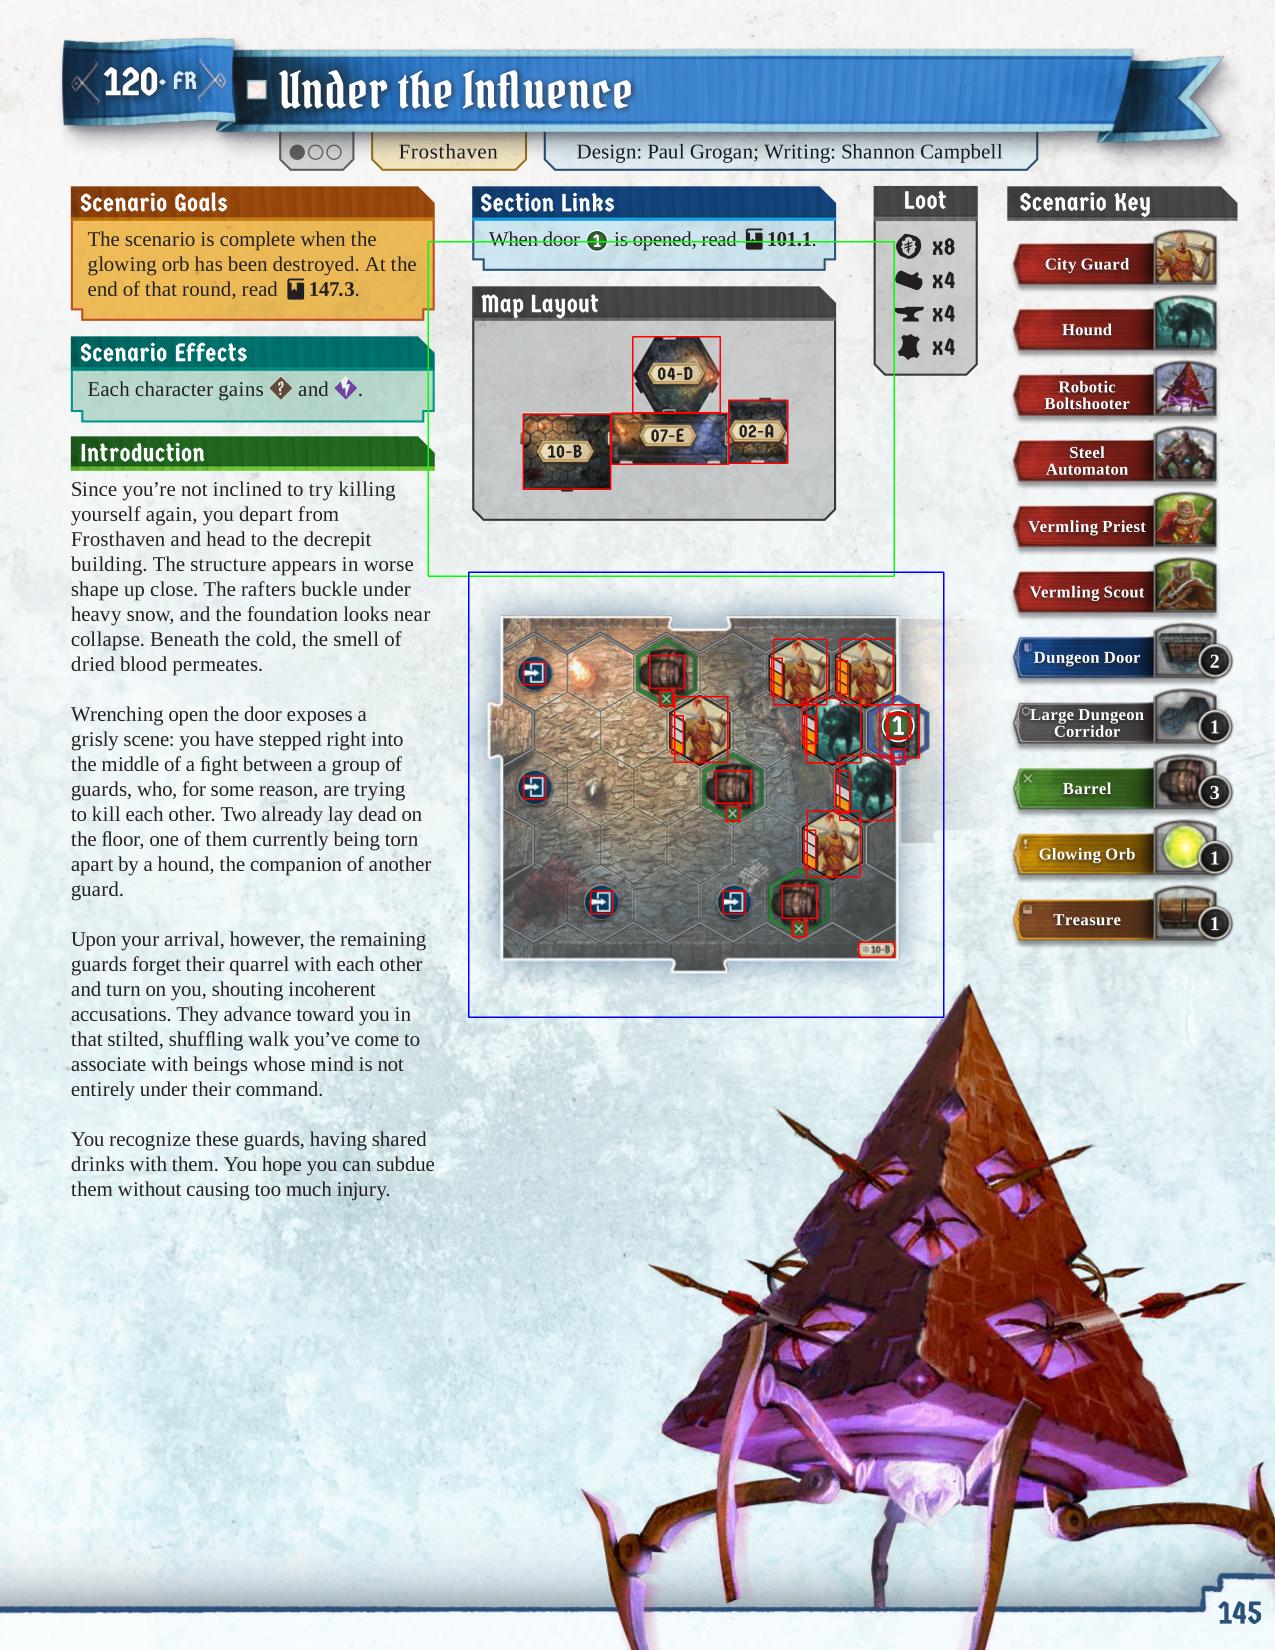 120· FR
Under the Influence
Frosthaven
Design: Paul Grogan; Writing: Shannon Campbell
Scenario Goals
The scenario is complete when the
glowing orb has been destroyed. At the
end of that round, read 147.3.
Scenario Effects
Each character gains ? and .
Introduction
Since you’re not inclined to try killing
yourself again, you depart from
Frosthaven and head to the decrepit
building. The structure appears in worse
shape up close. The rafters buckle under
heavy snow, and the foundation looks near
collapse. Beneath the cold, the smell of
dried blood permeates.
Wrenching open the door exposes a
grisly scene: you have stepped right into
the middle of a fight between a group of
guards, who, for some reason, are trying
to kill each other. Two already lay dead on
the floor, one of them currently being torn
apart by a hound, the companion of another
guard.
Upon your arrival, however, the remaining
guards forget their quarrel with each other
and turn on you, shouting incoherent
accusations. They advance toward you in
that stilted, shuffling walk you’ve come to
associate with beings whose mind is not
entirely under their command.
You recognize these guards, having shared
drinks with them. You hope you can subdue
them without causing too much injury.
Section Links
When door 1 is opened, read 101.1.
Map Layout
04-D
10-B
07-E
02-A
1
10-B
Loot
x8
x4
x4
x4
Scenario Key
City Guard
Hound
Robotic
Boltshooter
Steel
Automaton
Vermling Priest
Vermling Scout
Dungeon Door 2
Large Dungeon
Corridor 1
Barrel 3
Glowing Orb 1
Treasure 1
145